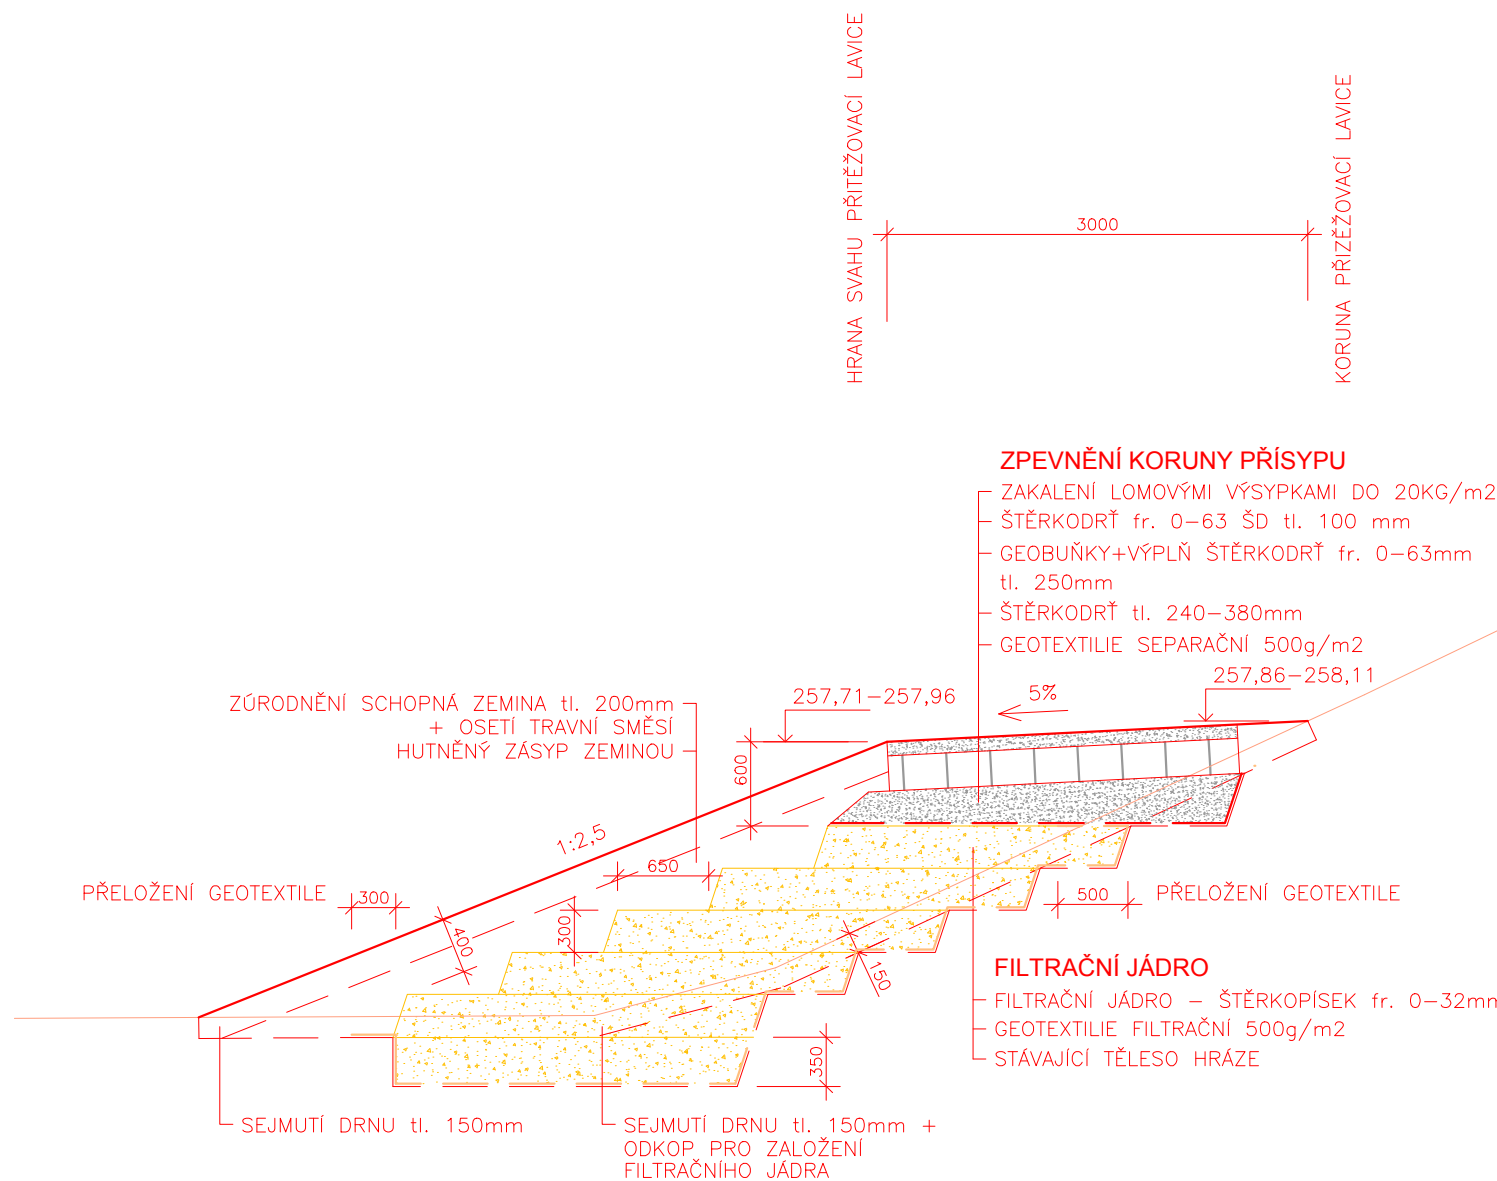 HRANA SVAHU PŘITĚŽOVACÍ LAVICE
3000
KORUNA PŘIZĚŽOVACÍ LAVICE
ZPEVNĚNÍ KORUNY PŘÍSYPU
ZAKALENÍ LOMOVÝMI VÝSYPKAMI DO 20KG/m2
ŠTĚRKODRŤ fr. 0-63 ŠD tl. 100 mm
GEOBUŇKY+VÝPLŇ ŠTĚRKODRŤ fr. 0-63mm
tl. 250mm
ŠTĚRKODRŤ tl. 240-380mm
GEOTEXTILIE SEPARAČNÍ 500g/m2
257,86-258,11
5%
257,71-257,96
ZÚRODNĚNÍ SCHOPNÁ ZEMINA tl. 200mm
+ OSETÍ TRAVNÍ SMĚSÍ
HUTNĚNÝ ZÁSYP ZEMINOU
600
1:2,5
650
PŘELOŽENÍ GEOTEXTILE
300
400
300
500
PŘELOŽENÍ GEOTEXTILE
150
FILTRAČNÍ JÁDRO
FILTRAČNÍ JÁDRO - ŠTĚRKOPÍSEK fr. 0-32mm
GEOTEXTILIE FILTRAČNÍ 500g/m2
STÁVAJÍCÍ TĚLESO HRÁZE
350
SEJMUTÍ DRNU tl. 150mm
SEJMUTÍ DRNU tl. 150mm +
ODKOP PRO ZALOŽENÍ
FILTRAČNÍHO JÁDRA